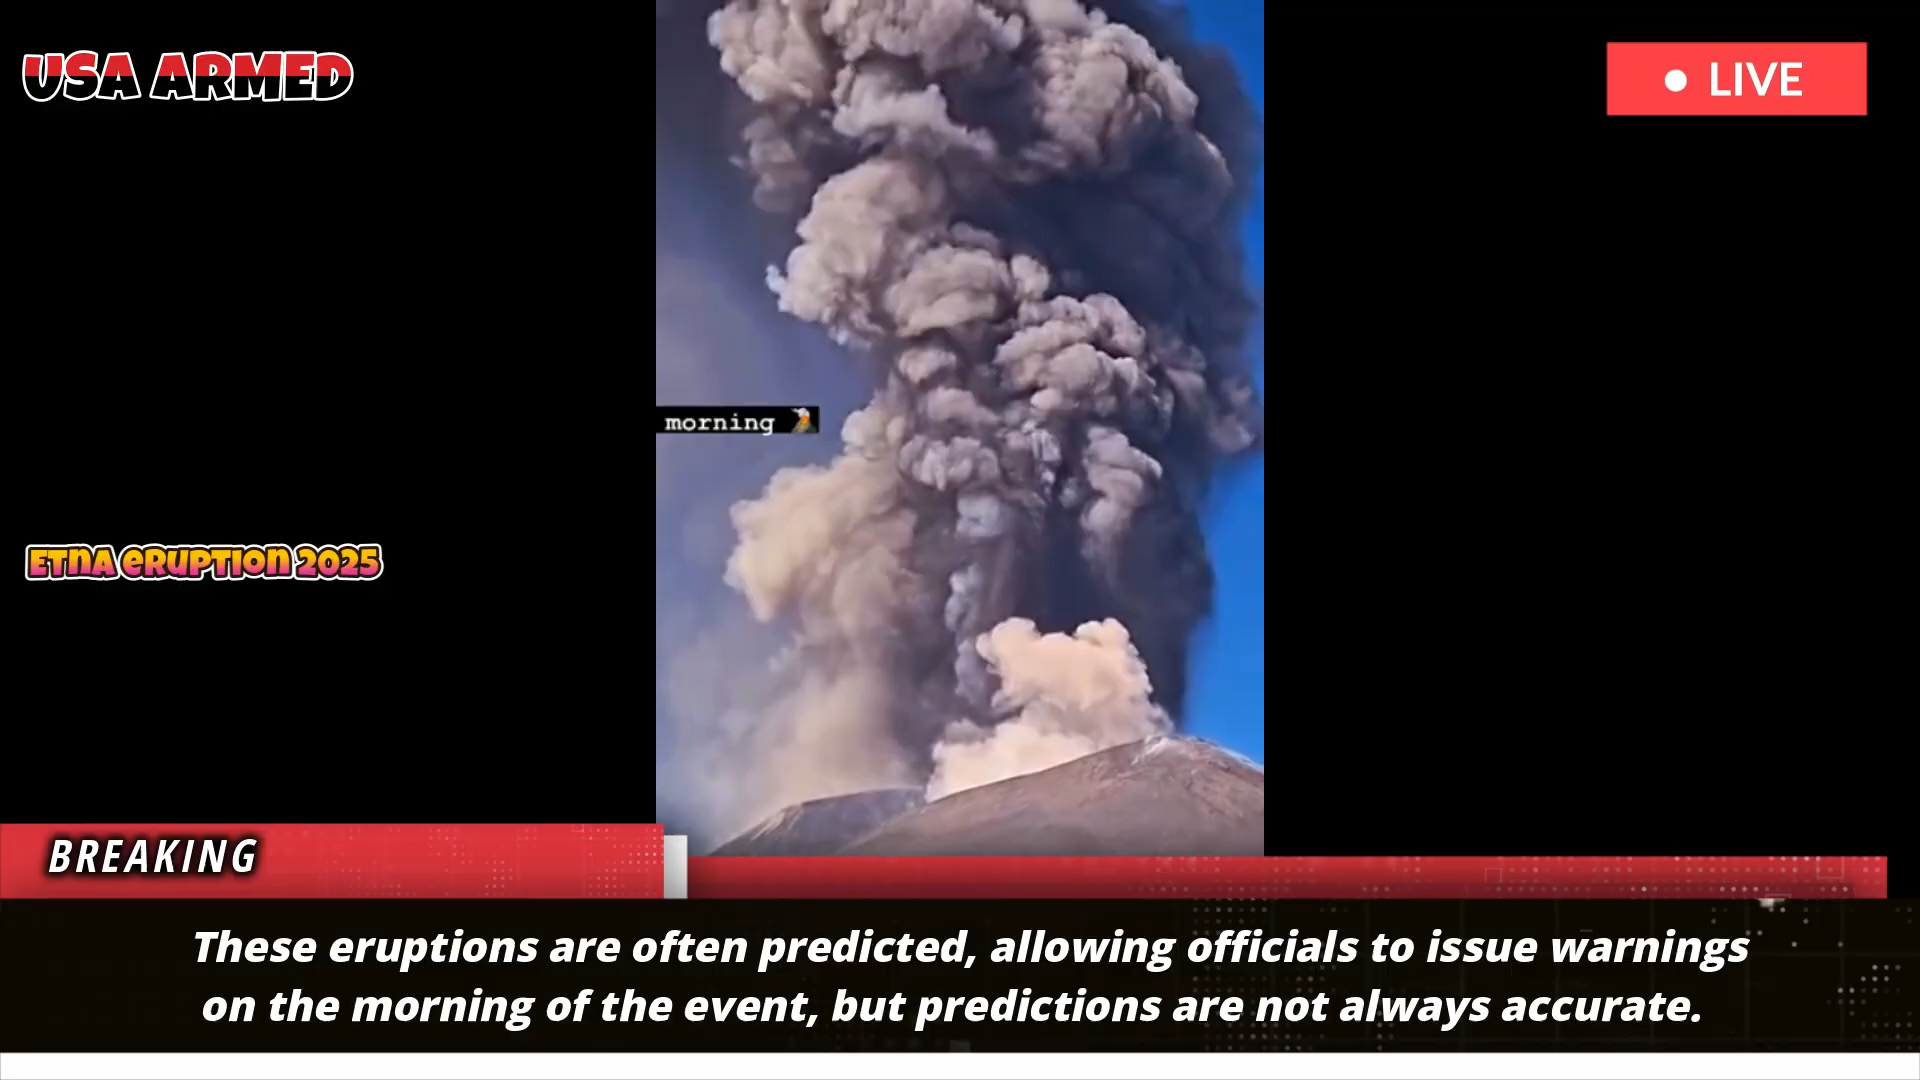 USA ARMED
LIVE
morning
Etna eruption 2025
BREAKING
These eruptions are often predicted, allowing officials to issue warnings
on the morning of the event, but predictions are not always accurate.